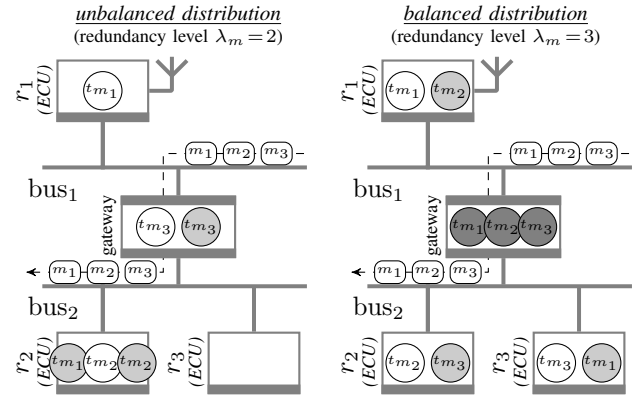 unbalanced distribution
(redundancy level λm = 2)
r1
(ECU)
tm1
m1 m2 m3
bus1
gateway
tm3 tm3
m1 m2 m3
bus2
r2
(ECU)
tm1 tm2 tm2
r3
(ECU)
balanced distribution
(redundancy level λm = 3)
r1
(ECU)
tm1 tm2
m1 m2 m3
bus1
gateway
tm1 tm2 tm3
m1 m2 m3
bus2
r2
(ECU)
tm2 tm3
r3
(ECU)
tm3 tm1